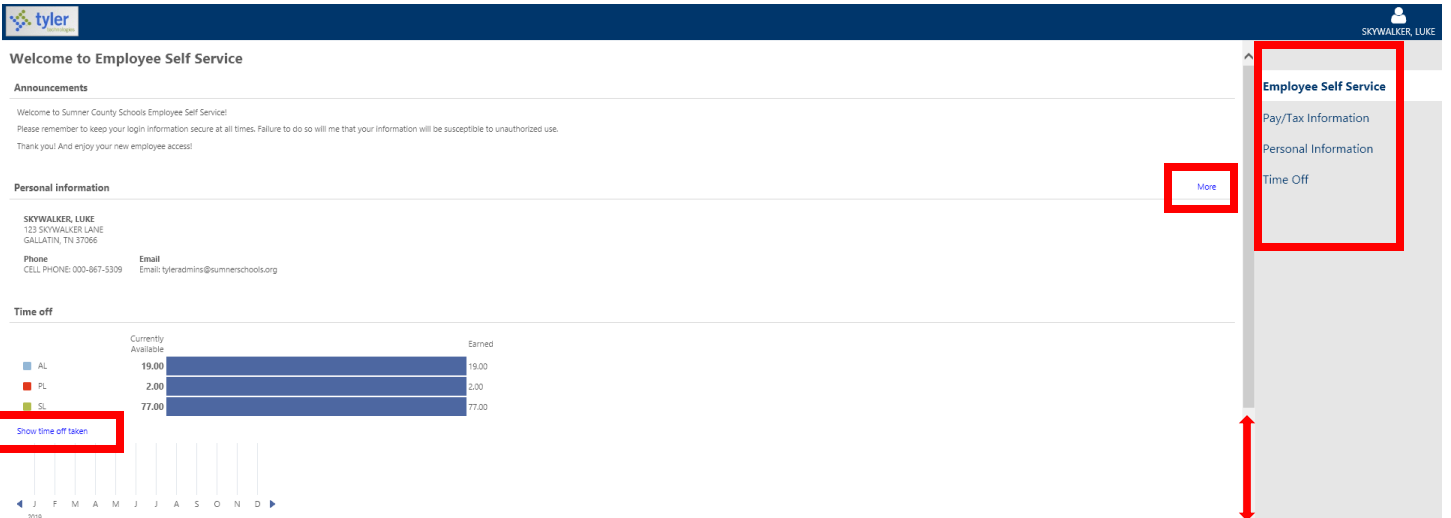 tyler
technologies
SKYWALKER, LUKE
Welcome to Employee Self Service
Announcements
Welcome to Sumner County Schools Employee Self Service!
Please remember to keep your login information secure at all times. Failure to do so will me that your information will be susceptible to unauthorized use.
Thank you! And enjoy your new employee access!
Personal information
More
SKYWALKER, LUKE
123 SKYWALKER LANE
GALLATIN, TN 37066
Phone Email
CELL PHONE: 000-867-5309 Email: tyleradmins@sumnerschools.org
Time off
Currently
Available Earned
AL 19.00 19.00
PL 2.00 2.00
SL 77.00 77.00
Show time off taken
J F M A M J J A S O N D
Employee Self Service
Pay/Tax Information
Personal Information
Time Off